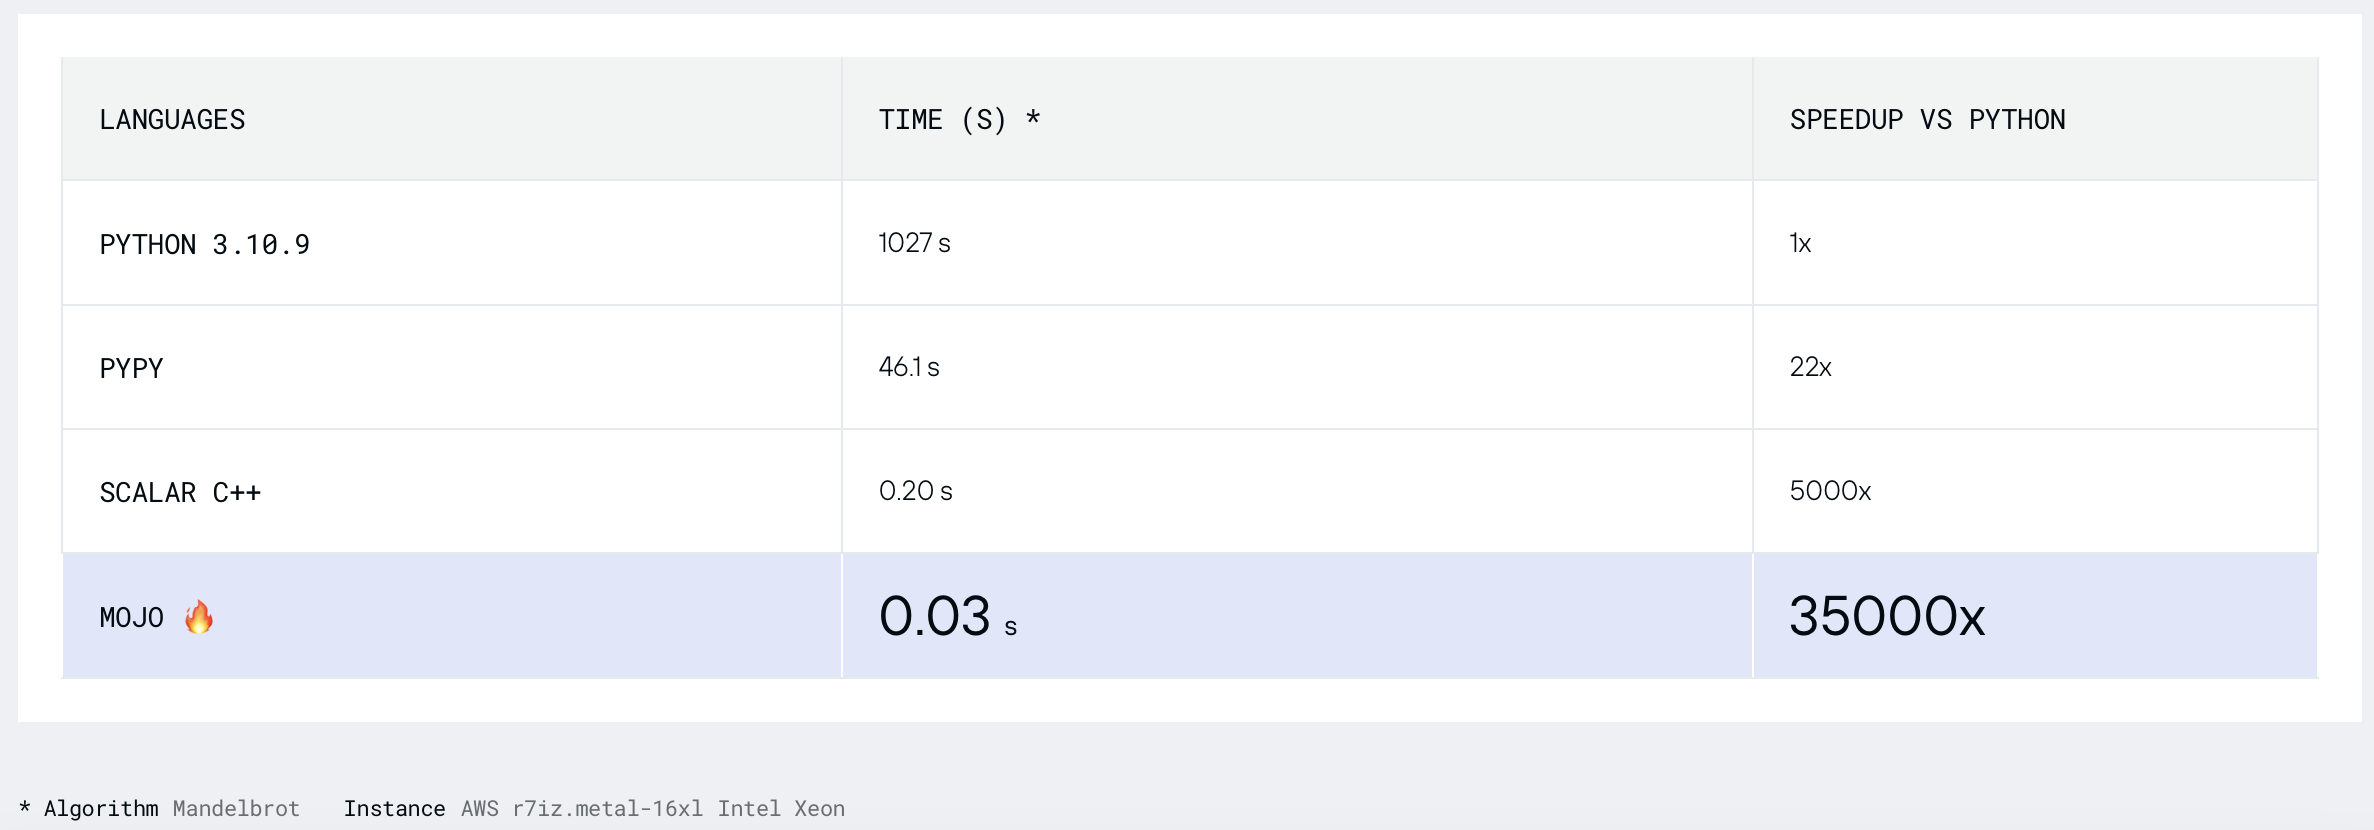 LANGUAGES TIME (S) * SPEEDUP VS PYTHON
PYTHON 3.10.9 1027 s 1x
PYPY 46.1 s 22x
SCALAR C++ 0.20 s 5000x
MOJO 🔥 0.03 s 35000x
* Algorithm Mandelbrot Instance AWS r7iz.metal-16xl Intel Xeon